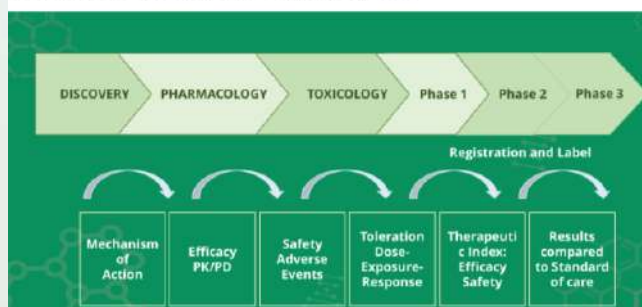 DISCOVERY
PHARMACOLOGY
TOXICOLOGY
Phase 1
Phase 2
Phase 3
Registration and Label
Mechanism
of
Action
Efficacy
PK/PD
Safety
Adverse
Events
Toleration
Dose-
Exposure-
Response
Therapeuti
c Index:
Efficacy
Safety
Results
compared
to Standard
of care